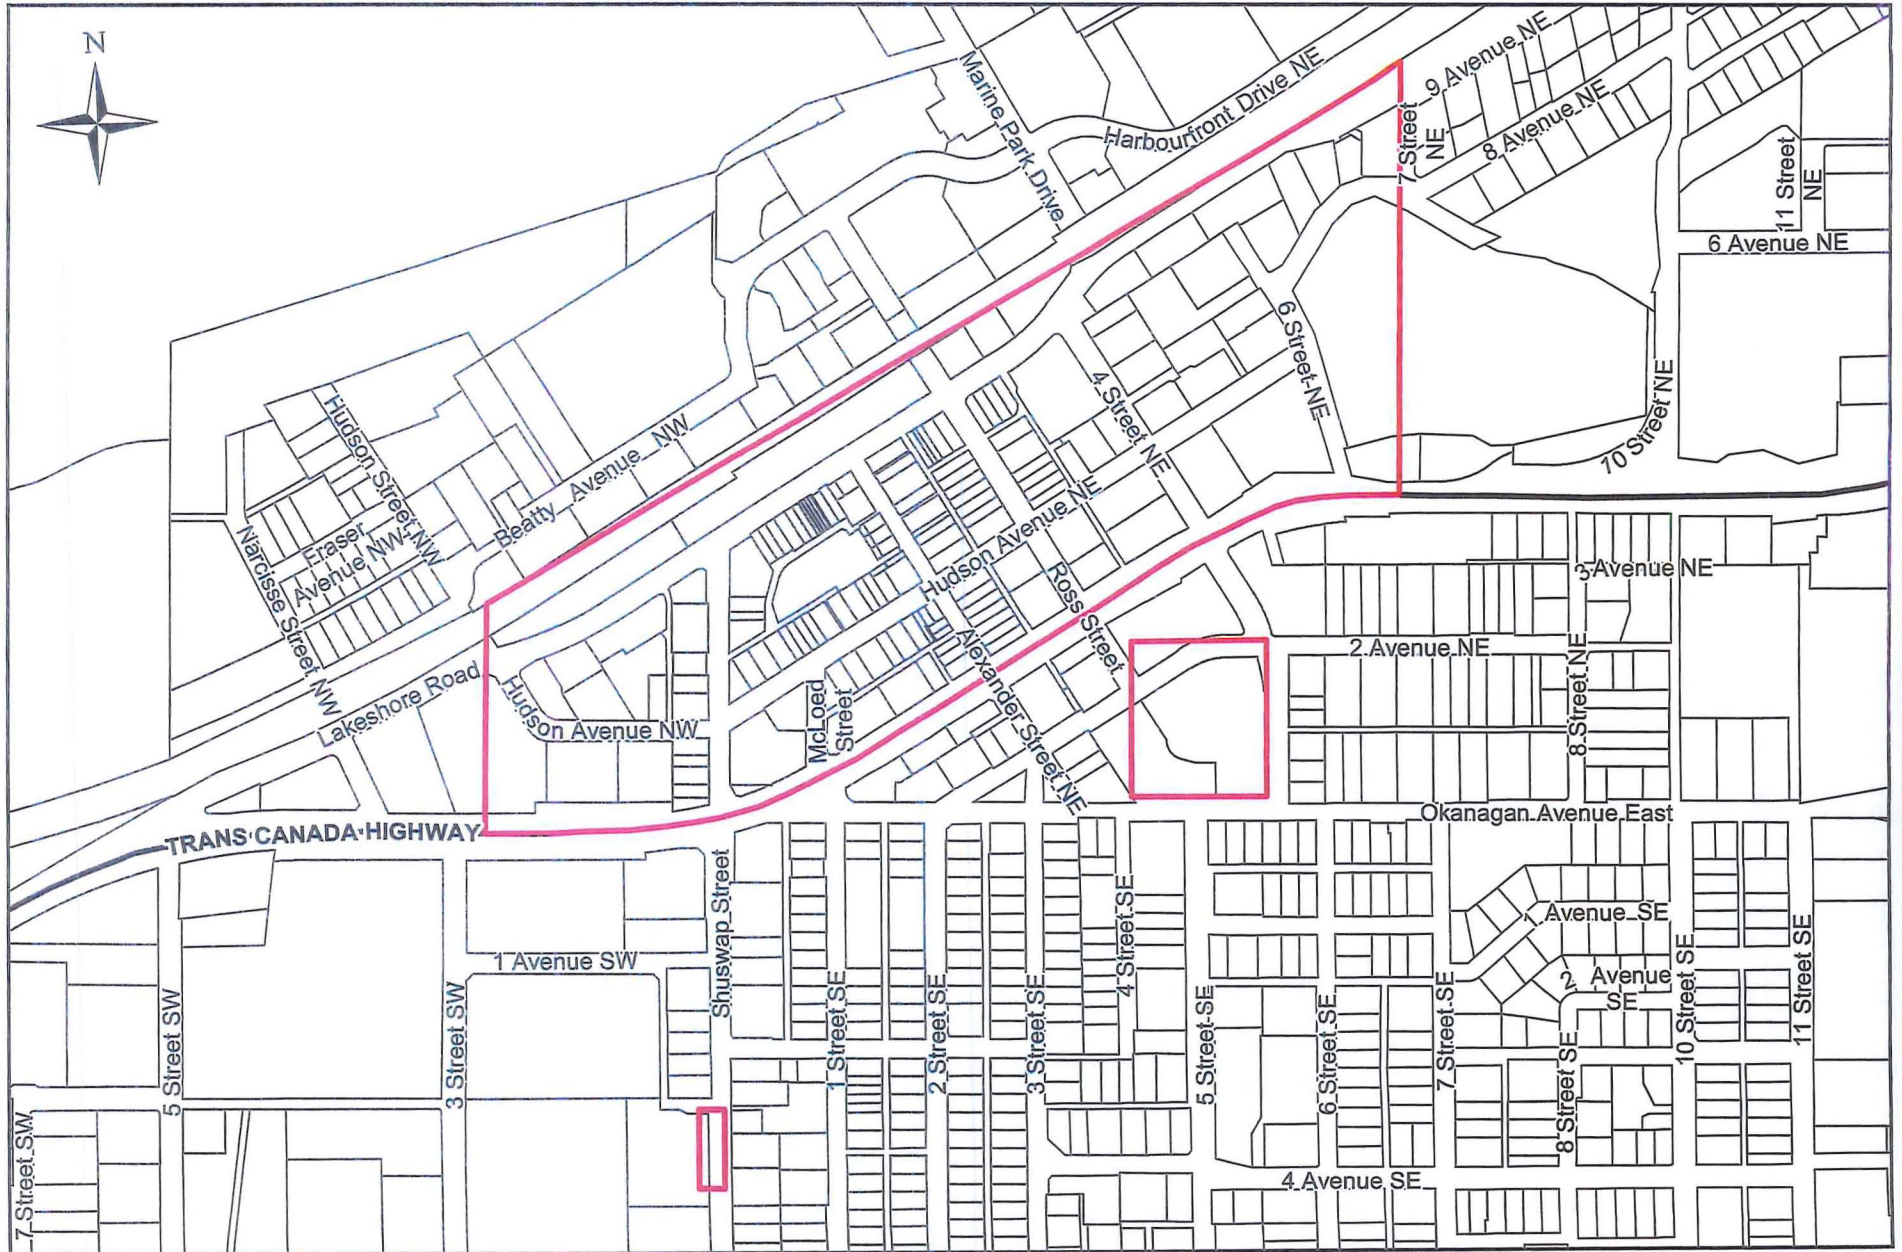 N
Marine Park Drive
Harbourfront Drive NE
9 Avenue NE
7 Street
NE
8 Avenue NE
11 Street
NE
6 Avenue NE
6 Street NE
4 Street NE
10 Street NE
Hudson Street NW
Beatty Avenue NW
Fraser
Avenue NW
Narcisse Street NW
Hudson Avenue NE
Ross Street
3 Avenue NE
2 Avenue NE
8 Street NE
Lakeshore Road
Hudson Avenue NW
McLoed
Street
Alexander Street NE
TRANS CANADA HIGHWAY
Okanagan Avenue East
Shuswap Street
1 Avenue SW
4 Street SE
1 Avenue SE
2 Avenue
SE
5 Street SW
3 Street SW
1 Street SE
2 Street SE
3 Street SE
5 Street SE
6 Street SE
7 Street SE
8 Street SE
10 Street SE
11 Street SE
7 Street SW
4 Avenue SE